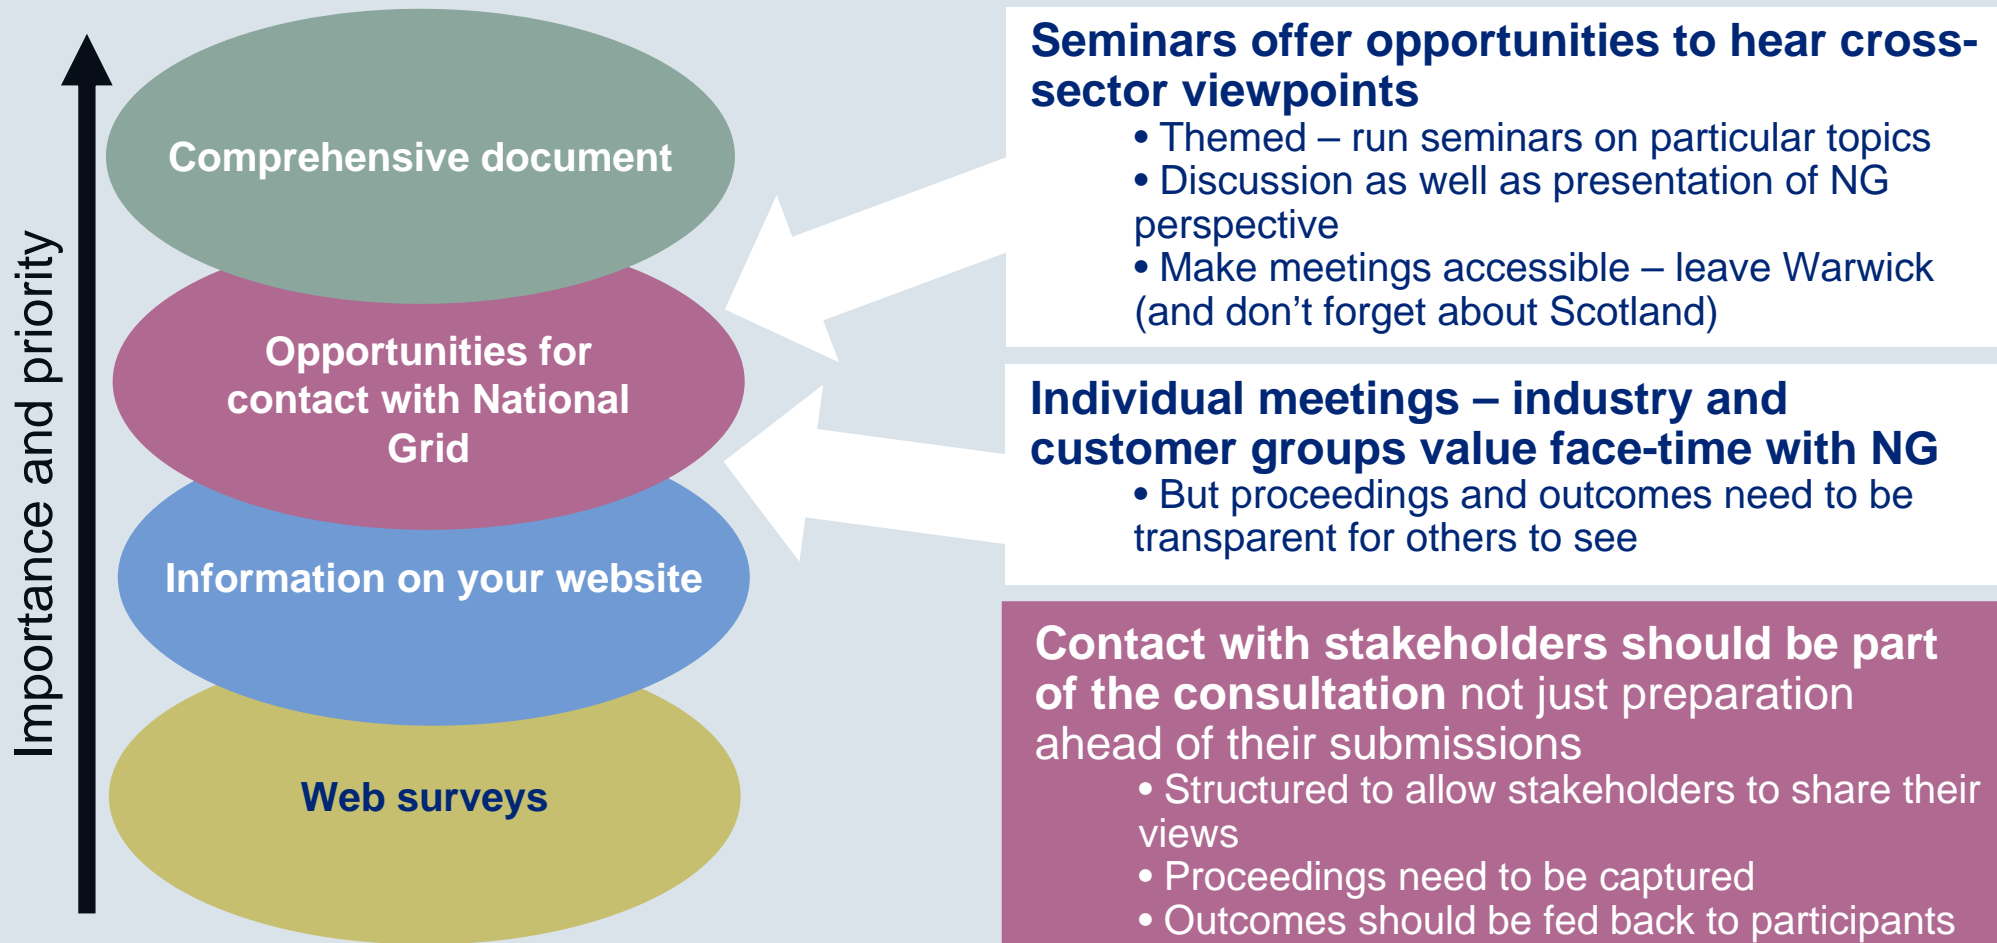 Importance and priority
Comprehensive document
Opportunities for
contact with National
Grid
Information on your website
Web surveys
Seminars offer opportunities to hear cross-
sector viewpoints
• Themed – run seminars on particular topics
• Discussion as well as presentation of NG
perspective
• Make meetings accessible – leave Warwick
(and don’t forget about Scotland)
Individual meetings – industry and
customer groups value face-time with NG
• But proceedings and outcomes need to be
transparent for others to see
Contact with stakeholders should be part
of the consultation not just preparation
ahead of their submissions
• Structured to allow stakeholders to share their
views
• Proceedings need to be captured
• Outcomes should be fed back to participants